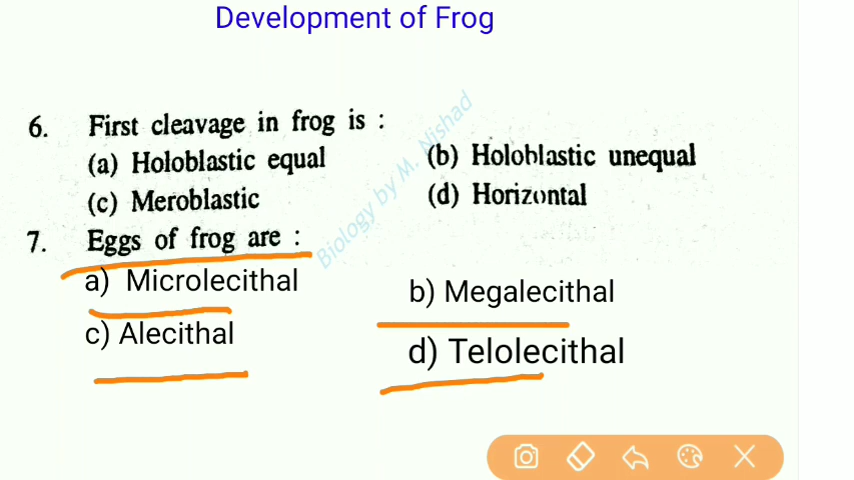 Development of Frog
6. First cleavage in frog is :
(a) Holoblastic equal (b) Holoblastic unequal
(c) Meroblastic (d) Horizontal
7. Eggs of frog are :
a) Microlecithal b) Megalecithal
c) Alecithal d) Telolecithal
Biology by M. Nishad